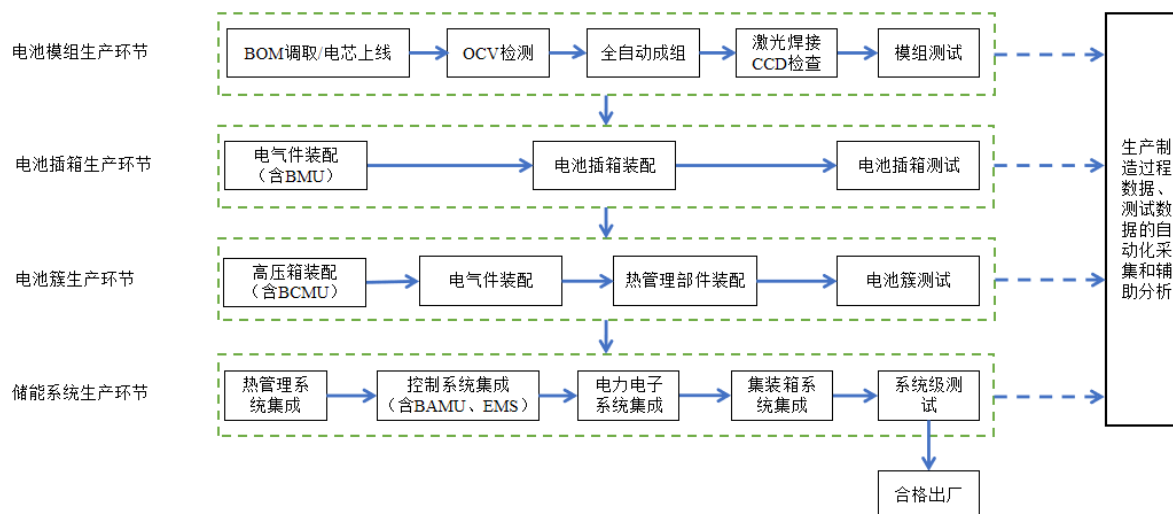 电池模组生产环节
BOM调取/电芯上线
OCV检测
全自动成组
激光焊接
CCD检查
模组测试
电池插箱生产环节
电气件装配
（含BMU）
电池插箱装配
电池插箱测试
电池簇生产环节
高压箱装配
（含BCMU）
电气件装配
热管理部件装配
电池簇测试
储能系统生产环节
热管理系
统集成
控制系统集成
（含BAMU、EMS）
电力电子
系统集成
集装箱系
统集成
系统级测
试
合格出厂
生产制
造过程
数据、
测试数
据的自
动化采
集和辅
助分析